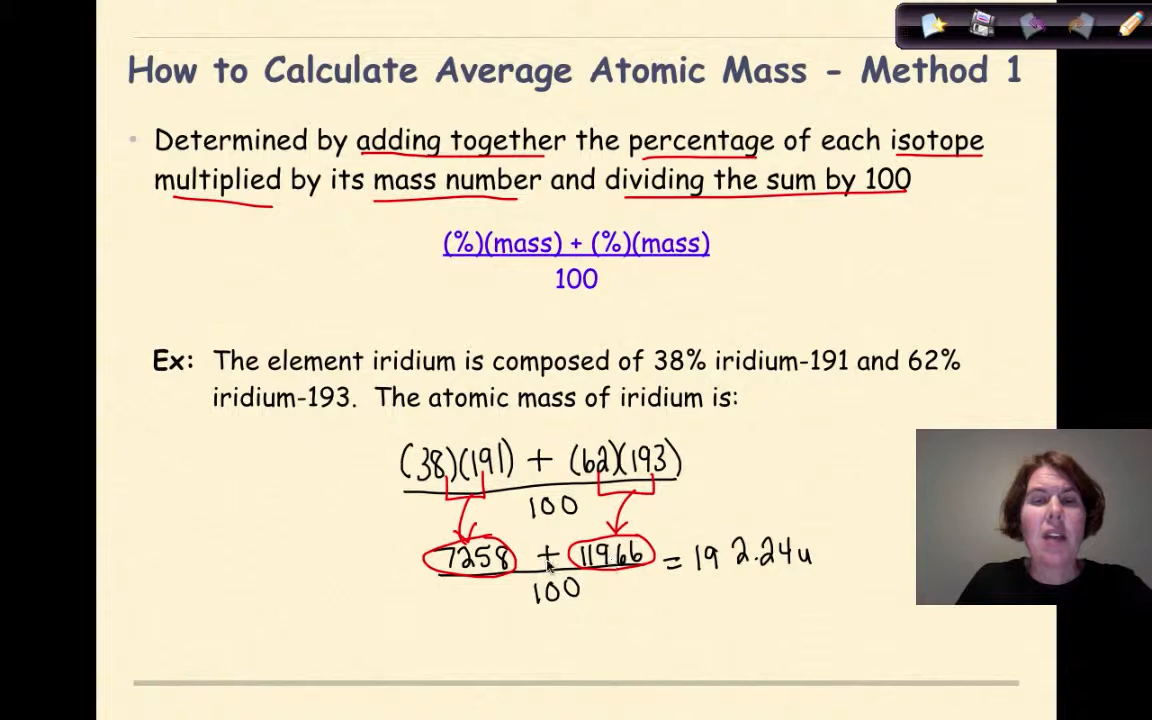 How to Calculate Average Atomic Mass - Method 1
• Determined by adding together the percentage of each isotope
multiplied by its mass number and dividing the sum by 100
(%)(mass) + (%)(mass)
100
Ex: The element iridium is composed of 38% iridium-191 and 62%
iridium-193. The atomic mass of iridium is:
(38)(191) + (62)(193)
100
7258 + 11966 = 192.24u
100